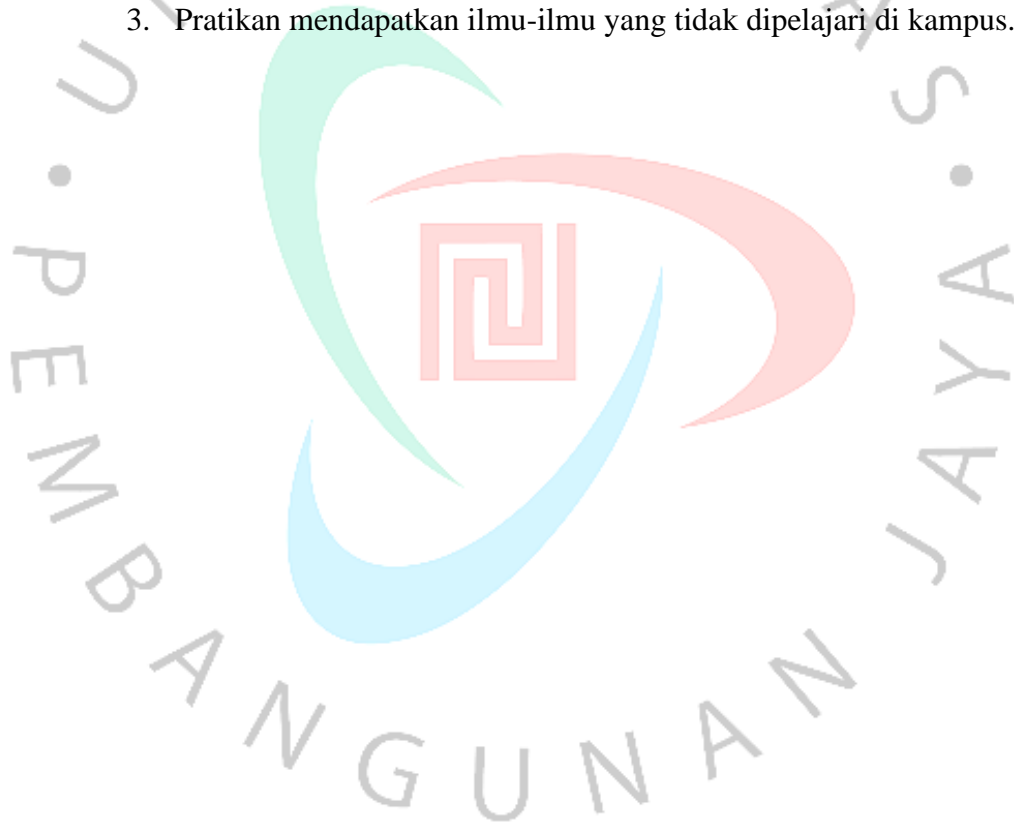 3. Pratikan mendapatkan ilmu-ilmu yang tidak dipelajari di kampus.
U • PEMBANGUNAN JAYA • S